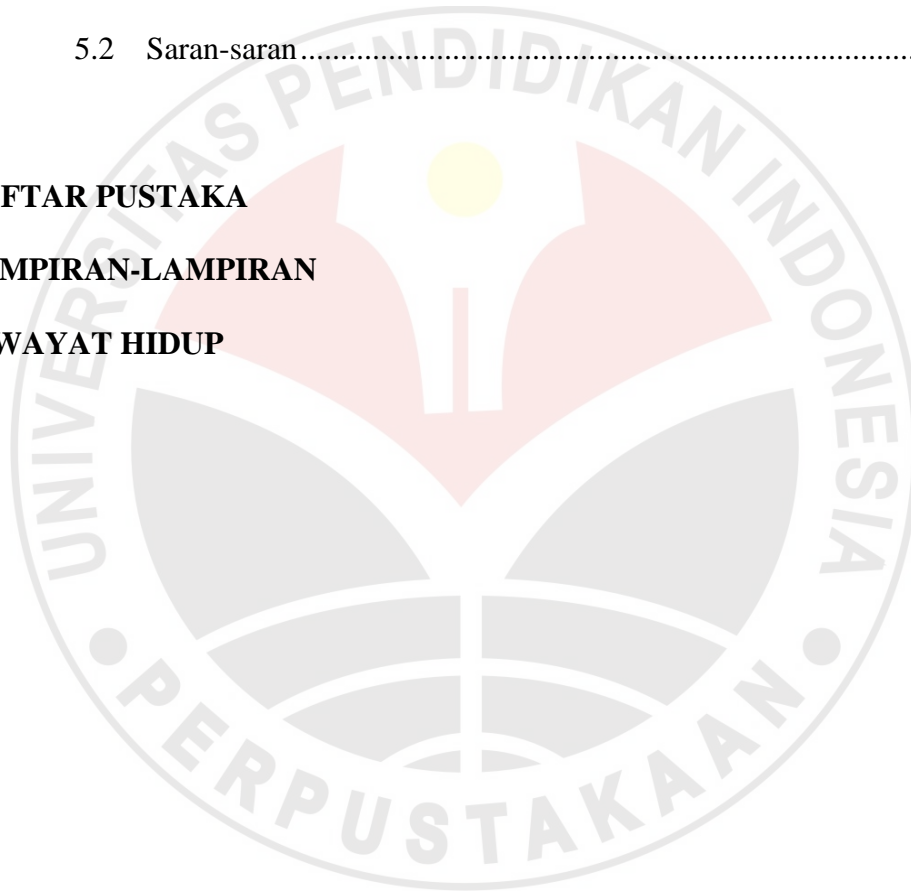 5.2 Saran-saran ........................................................................
FTAR PUSTAKA
MPIRAN-LAMPIRAN
WAYAT HIDUP
UNIVERSITAS PENDIDIKAN INDONESIA
PERPUSTAKAAN